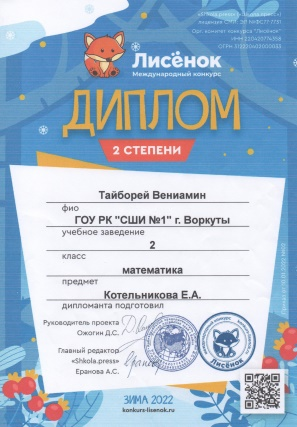 Лисёнок
Международный конкурс
ДИПЛОМ
2 СТЕПЕНИ
Тайборей Вениамин
фио
ГОУ РК "СШИ №1" г. Воркуты
учебное заведение
2
класс
математика
предмет
Котельникова Е.А.
дипломанта подготовил
Руководитель проекта
Ожогин Д.С.
Главный редактор
«Shkola.press»
Еранова А.С.
Лисёнок
ЗИМА 2022
konkurs-lisenok.ru